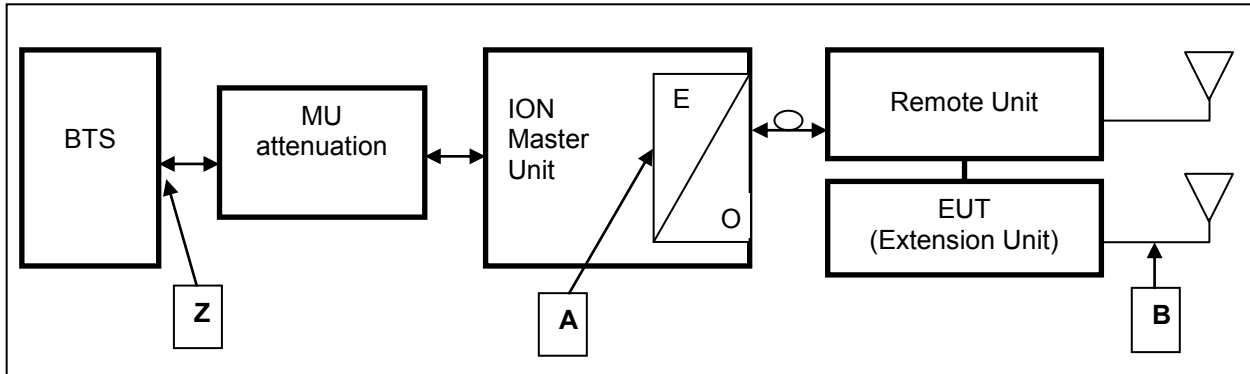 BTS
MU
attenuation
ION
Master
Unit
E
O
Remote Unit
EUT
(Extension Unit)
Z
A
B